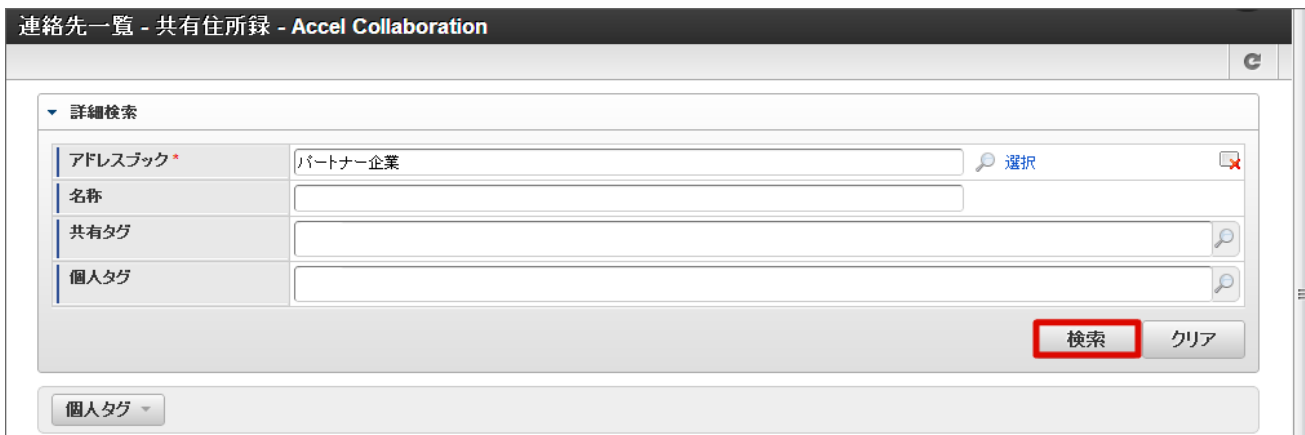 連絡先一覧 - 共有住所録 - Accel Collaboration
詳細検索
アドレスブック* パートナー企業 選択
名称
共有タグ
個人タグ
検索 クリア
個人タグ